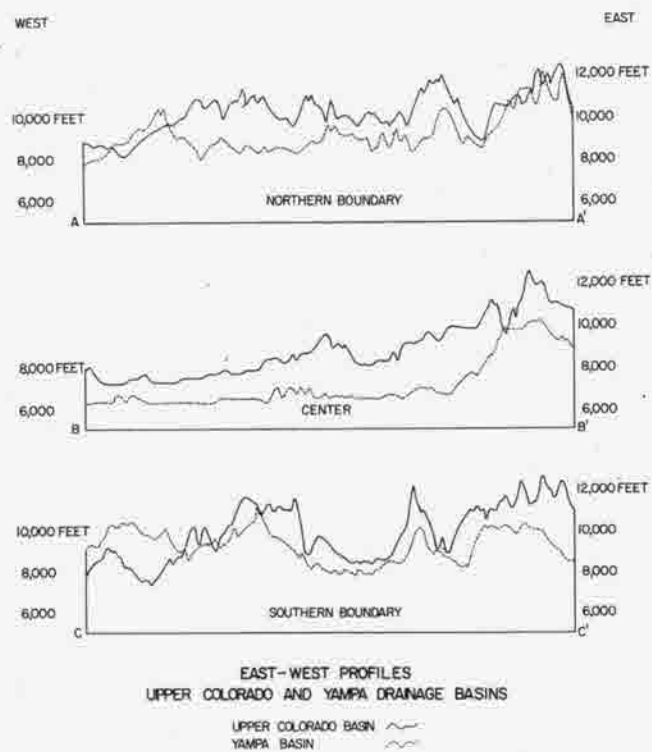 WEST EAST
12,000 FEET
10,000 FEET 10,000
8,000 8,000
6,000 6,000
NORTHERN BOUNDARY
A A'
12,000 FEET
10,000
8,000 FEET 8,000
6,000 6,000
CENTER
B B'
12,000 FEET
10,000 FEET 10,000
8,000 8,000
6,000 6,000
SOUTHERN BOUNDARY
C C'
EAST-WEST PROFILES
UPPER COLORADO AND YAMPA DRAINAGE BASINS
UPPER COLORADO BASIN
YAMPA BASIN